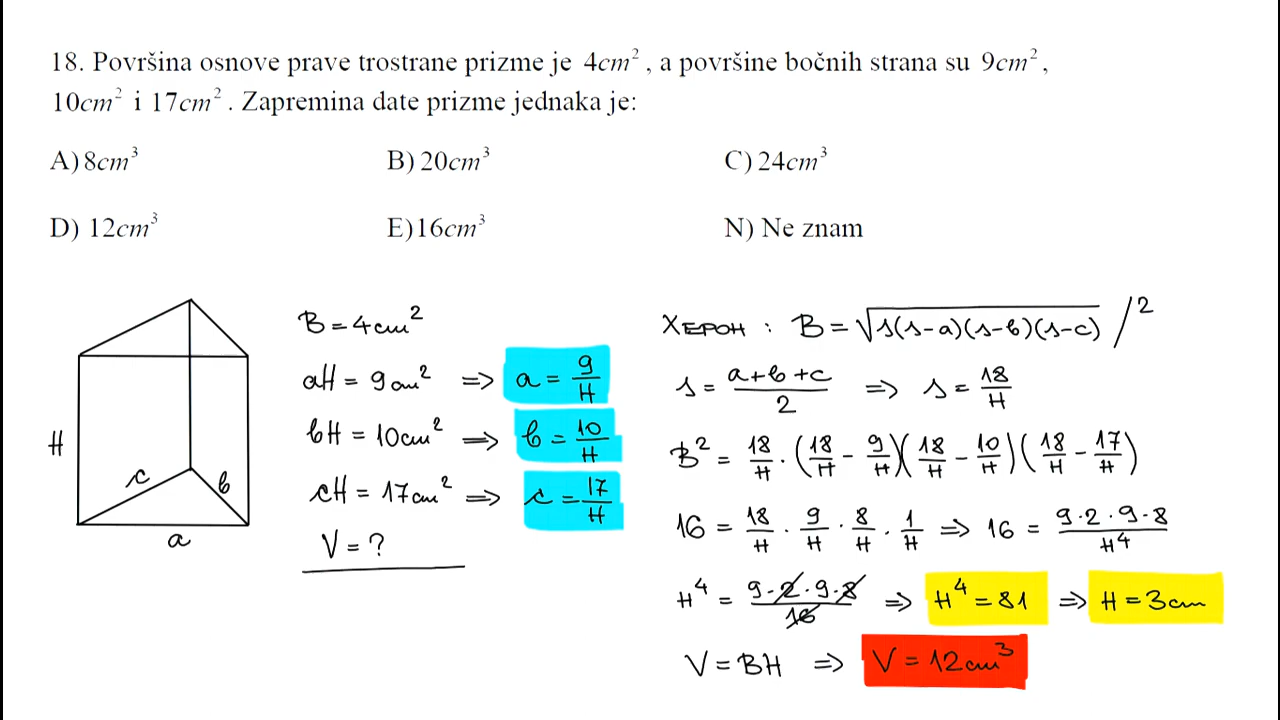 18. Površina osnove prave trostrane prizme je 4cm², a površine bočnih strana su 9cm²,
10cm² i 17cm². Zapremina date prizme jednaka je:
A) 8cm³ B) 20cm³ C) 24cm³
D) 12cm³ E) 16cm³ N) Ne znam
H
c
b
a
B = 4cm²
aH = 9cm² => a = 9/H
bH = 10cm² => b = 10/H
cH = 17cm² => c = 17/H
V = ?
ХЕРОН : B = √s(s-a)(s-b)(s-c) /²
s = a+b+c/2 => s = 18/H
B² = 18/H · (18/H - 9/H)(18/H - 10/H)(18/H - 17/H)
16 = 18/H · 9/H · 8/H · 1/H => 16 = 9·2·9·8/H⁴
H⁴ = 9·2·9·8/16 => H⁴ = 81 => H = 3cm
V = BH => V = 12cm³